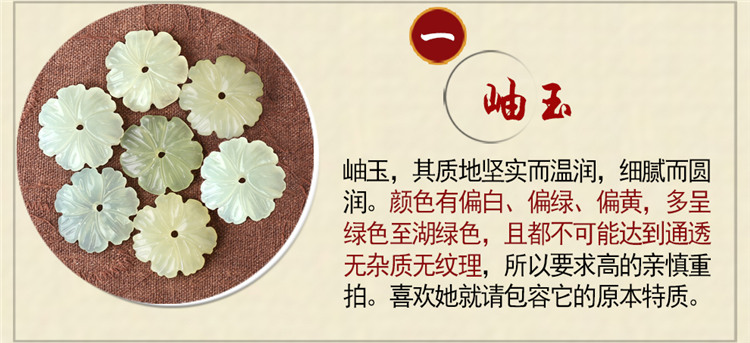 一
岫玉
岫玉，其质地坚实而温润，细腻而圆
润。颜色有偏白、偏绿、偏黄，多呈
绿色至湖绿色，且都不可能达到通透
无杂质无纹理，所以要求高的亲慎重
拍。喜欢她就请包容它的原本特质。